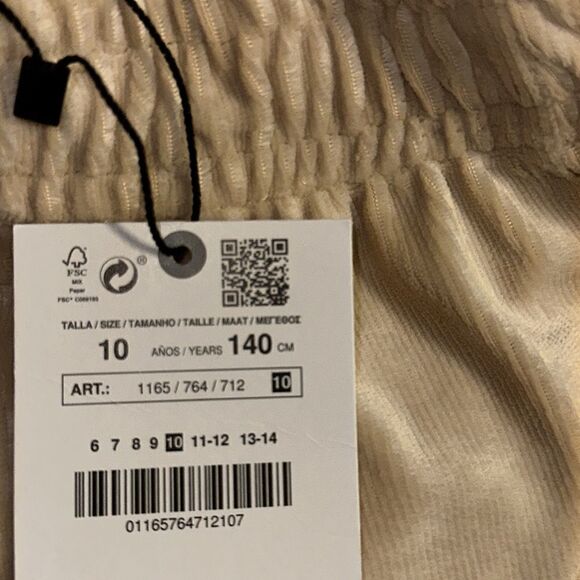 FSC
MIX
Paper
FSC® C089193
®
TALLA / SIZE / TAMANHO / TAILLE / MAAT / ΜΕΓΕΘΟΣ
10 AÑOS / YEARS 140 CM
ART.: 1165 / 764 / 712 10
6 7 8 9 10 11-12 13-14
01165764712107